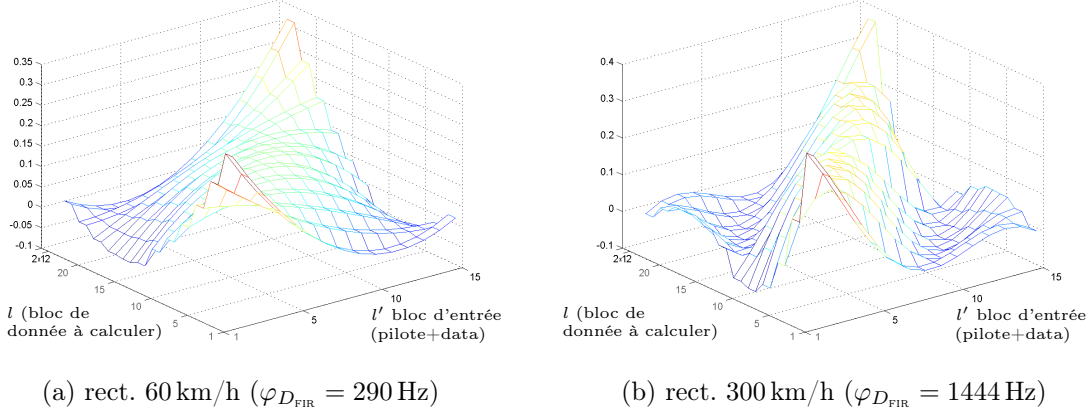 0.35
0.3
0.25
0.2
0.15
0.1
0.05
0
-0.05
-0.1
2x12
20
15
10
5
1
1
5
10
15
l (bloc de
donnée à calculer)
l′ bloc d'entrée
(pilote+data)
(a) rect. 60 km/h (φD_FIR = 290 Hz)
0.4
0.3
0.2
0.1
0
-0.1
2x12
20
15
10
5
1
1
5
10
15
l (bloc de
donnée à calculer)
l′ bloc d'entrée
(pilote+data)
(b) rect. 300 km/h (φD_FIR = 1444 Hz)